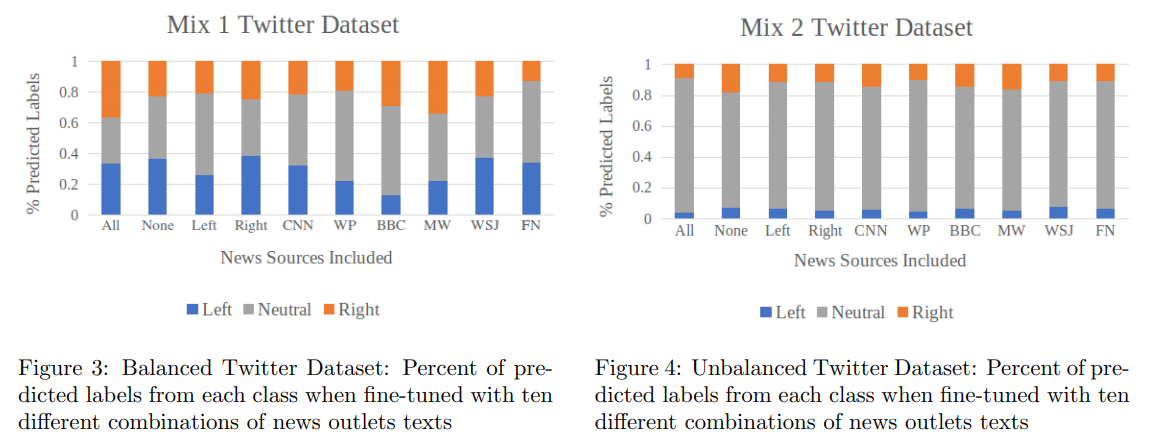 Mix 1 Twitter Dataset
% Predicted Labels
1
0.8
0.6
0.4
0.2
0
All None Left Right CNN WP BBC MW WSJ FN
News Sources Included
Left Neutral Right
Figure 3: Balanced Twitter Dataset: Percent of pre-
dicted labels from each class when fine-tuned with ten
different combinations of news outlets texts
Mix 2 Twitter Dataset
% Predicted Labels
1
0.8
0.6
0.4
0.2
0
All None Left Right CNN WP BBC MW WSJ FN
News Sources Included
Left Neutral Right
Figure 4: Unbalanced Twitter Dataset: Percent of pre-
dicted labels from each class when fine-tuned with ten
different combinations of news outlets texts